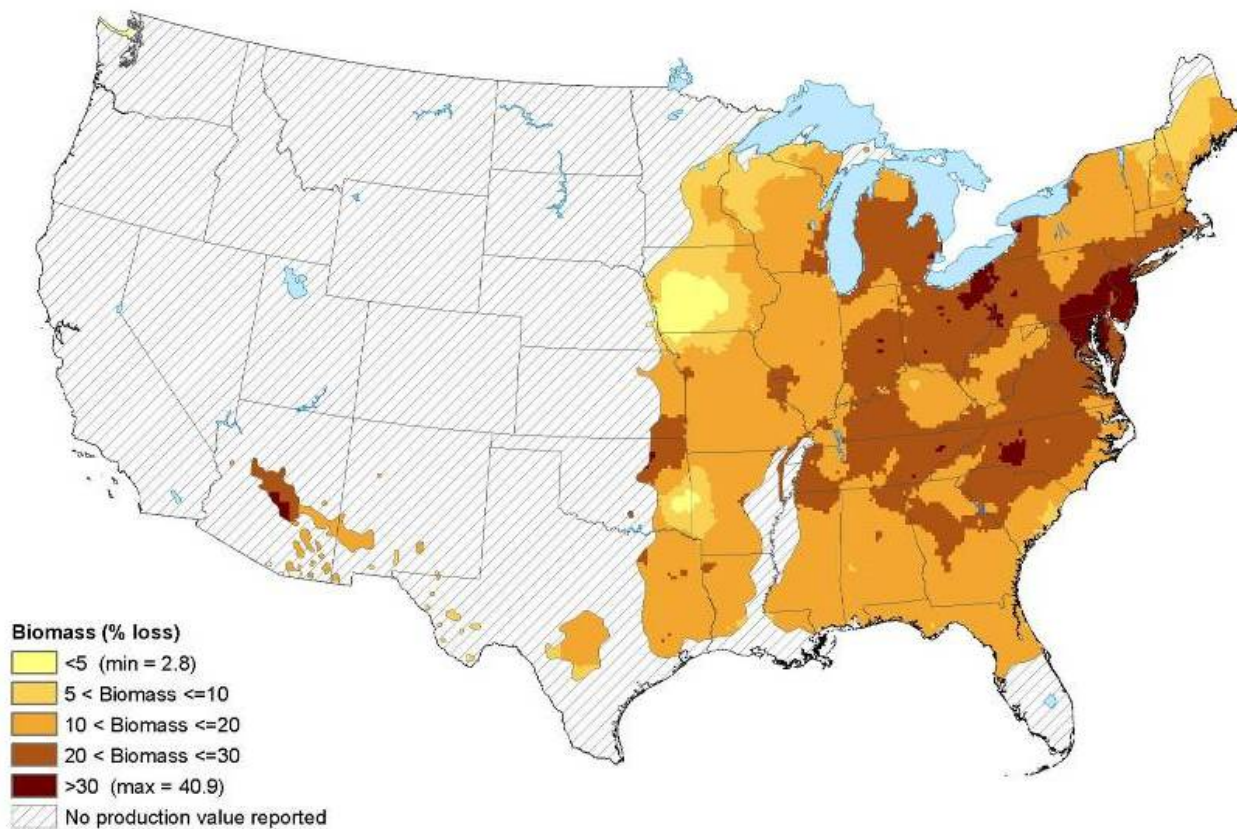 Biomass (% loss)
<5 (min = 2.8)
5 < Biomass <=10
10 < Biomass <=20
20 < Biomass <=30
>30 (max = 40.9)
No production value reported